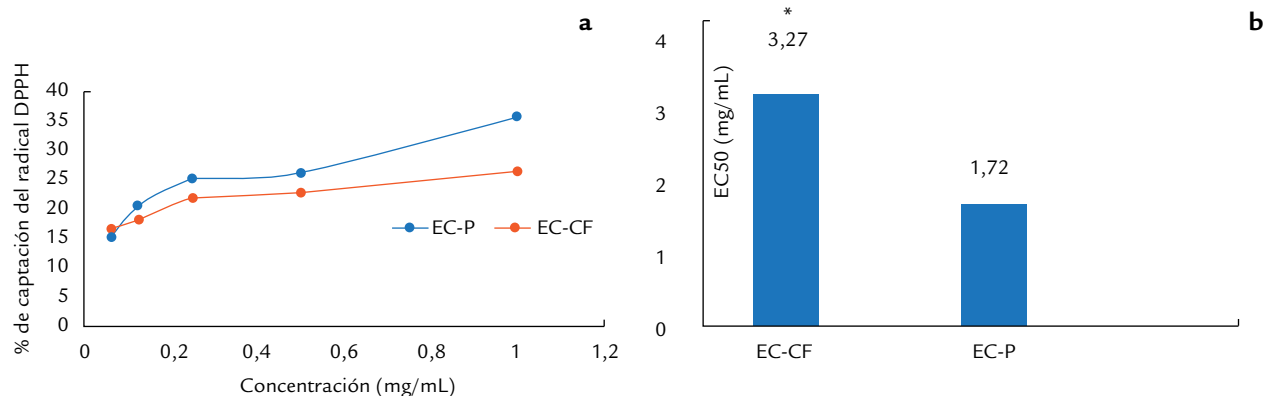 a
% de captación del radical DPPH
40
35
30
25
20
15
10
5
0
EC-P
EC-CF
0
0,2
0,4
0,6
0,8
1
1,2
Concentración (mg/mL)
b
EC50 (mg/mL)
4
3
2
1
0
*
3,27
1,72
EC-CF
EC-P